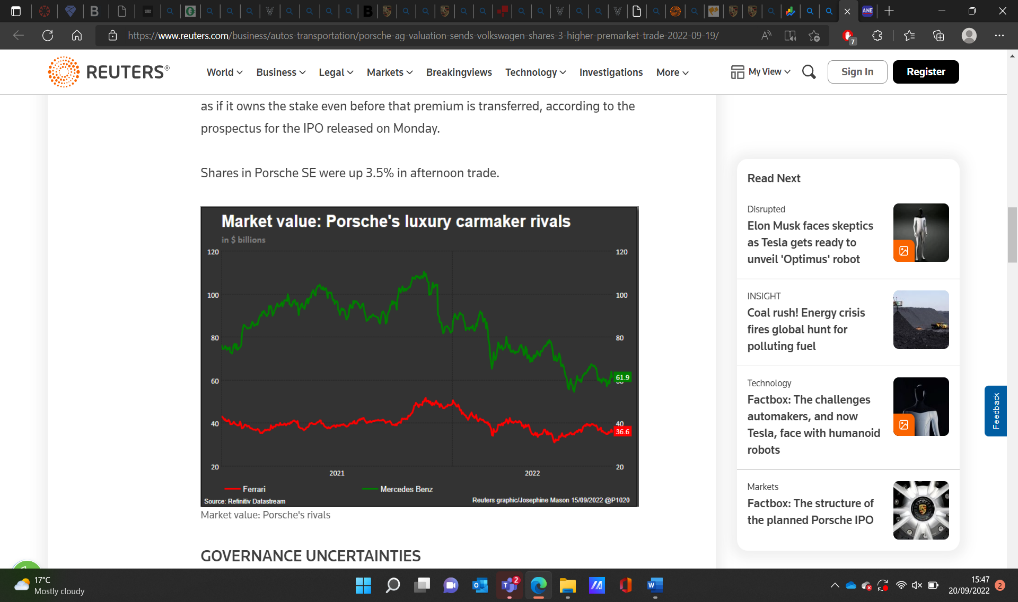 B
B
ANE
https://www.reuters.com/business/autos-transportation/porsche-ag-valuation-sends-volkswagen-shares-3-higher-premarket-trade-2022-09-19/
7
REUTERS®
World Business Legal Markets Breakingviews Technology Investigations More
My View
Sign In
Register
as if it owns the stake even before that premium is transferred, according to the
prospectus for the IPO released on Monday.
Shares in Porsche SE were up 3.5% in afternoon trade.
Market value: Porsche's luxury carmaker rivals
in $ billions
120 120
100 100
80 80
60 61.9 60
40 40
36.6
20 20
2021 2022
Ferrari Mercedes Benz
Source: Refinitiv Datastream Reuters graphic/Josephine Mason 15/09/2022 @P1020
Market value: Porsche's rivals
GOVERNANCE UNCERTAINTIES
Read Next
Disrupted
Elon Musk faces skeptics
as Tesla gets ready to
unveil 'Optimus' robot
INSIGHT
Coal rush! Energy crisis
fires global hunt for
polluting fuel
Technology
Factbox: The challenges
automakers, and now
Tesla, face with humanoid
robots
Markets
Factbox: The structure of
the planned Porsche IPO
Feedback
17°C
Mostly cloudy
2
15:47
20/09/2022
2